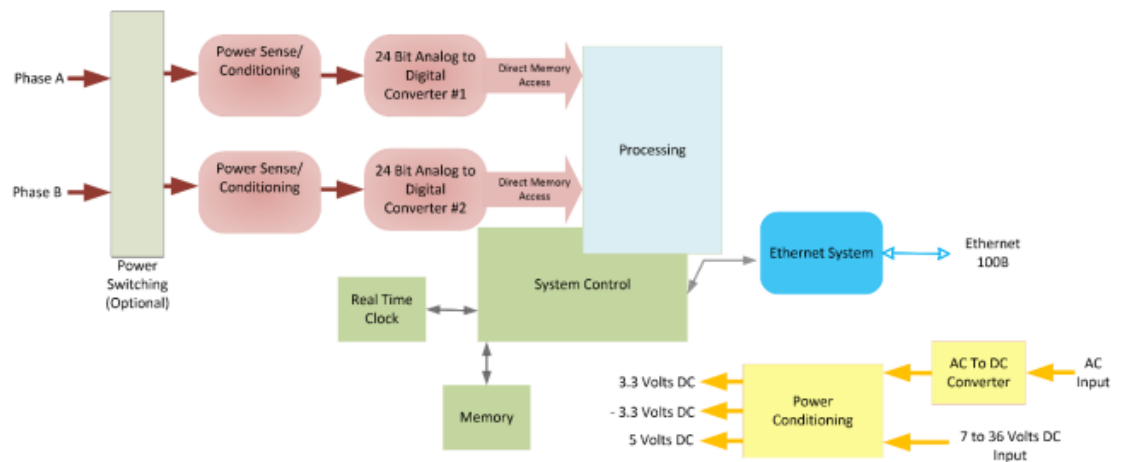 Phase A
Power Sense/
Conditioning
24 Bit Analog to
Digital
Converter #1
Direct Memory
Access
Processing
Phase B
Power Sense/
Conditioning
24 Bit Analog to
Digital
Converter #2
Direct Memory
Access
Power
Switching
(Optional)
Ethernet System
Ethernet
100B
System Control
Real Time
Clock
Memory
3.3 Volts DC
- 3.3 Volts DC
5 Volts DC
Power
Conditioning
AC To DC
Converter
AC
Input
7 to 36 Volts DC
Input